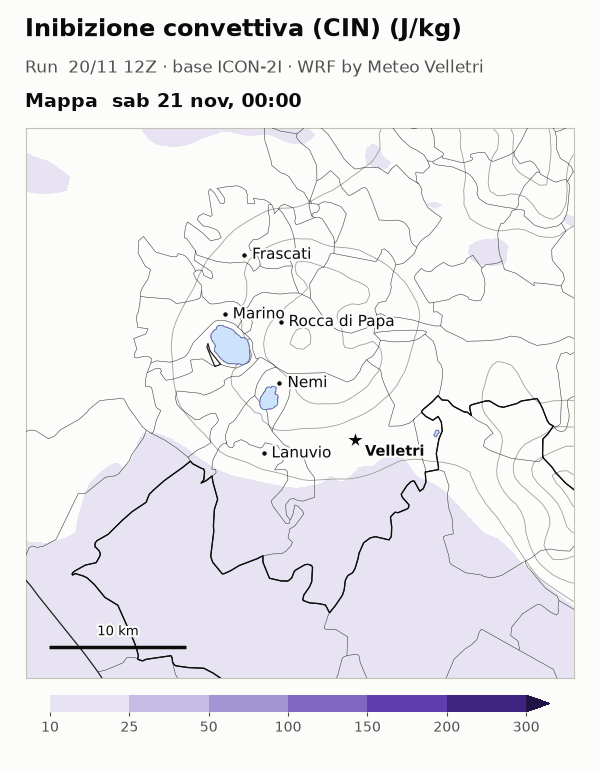 Inibizione convettiva (CIN) (J/kg)
Run  20/11 12Z · base ICON-2I · WRF by Meteo Velletri
Mappa  sab 21 nov, 00:00
Frascati
Marino
Rocca di Papa
Nemi
Velletri
Lanuvio
10 km
10 25 50 100 150 200 300